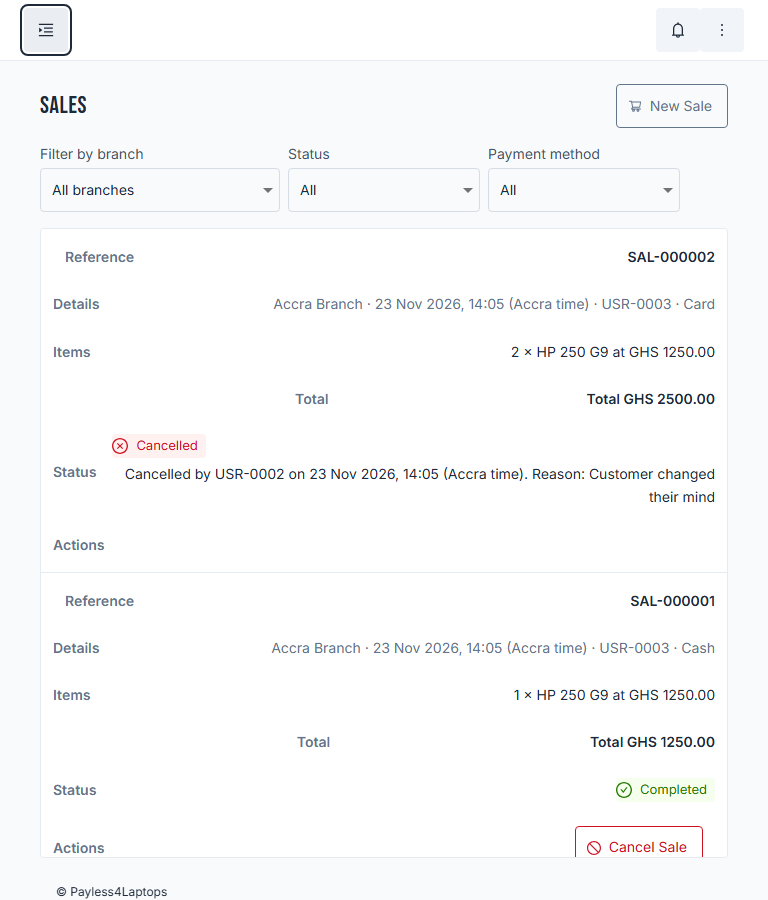 SALES
New Sale
Filter by branch
Status
Payment method
All branches
All
All
Reference
SAL-000002
Details
Accra Branch · 23 Nov 2026, 14:05 (Accra time) · USR-0003 · Card
Items
2 × HP 250 G9 at GHS 1250.00
Total
Total GHS 2500.00
Cancelled
Status
Cancelled by USR-0002 on 23 Nov 2026, 14:05 (Accra time). Reason: Customer changed
their mind
Actions
Reference
SAL-000001
Details
Accra Branch · 23 Nov 2026, 14:05 (Accra time) · USR-0003 · Cash
Items
1 × HP 250 G9 at GHS 1250.00
Total
Total GHS 1250.00
Status
Completed
Actions
Cancel Sale
© Payless4Laptops